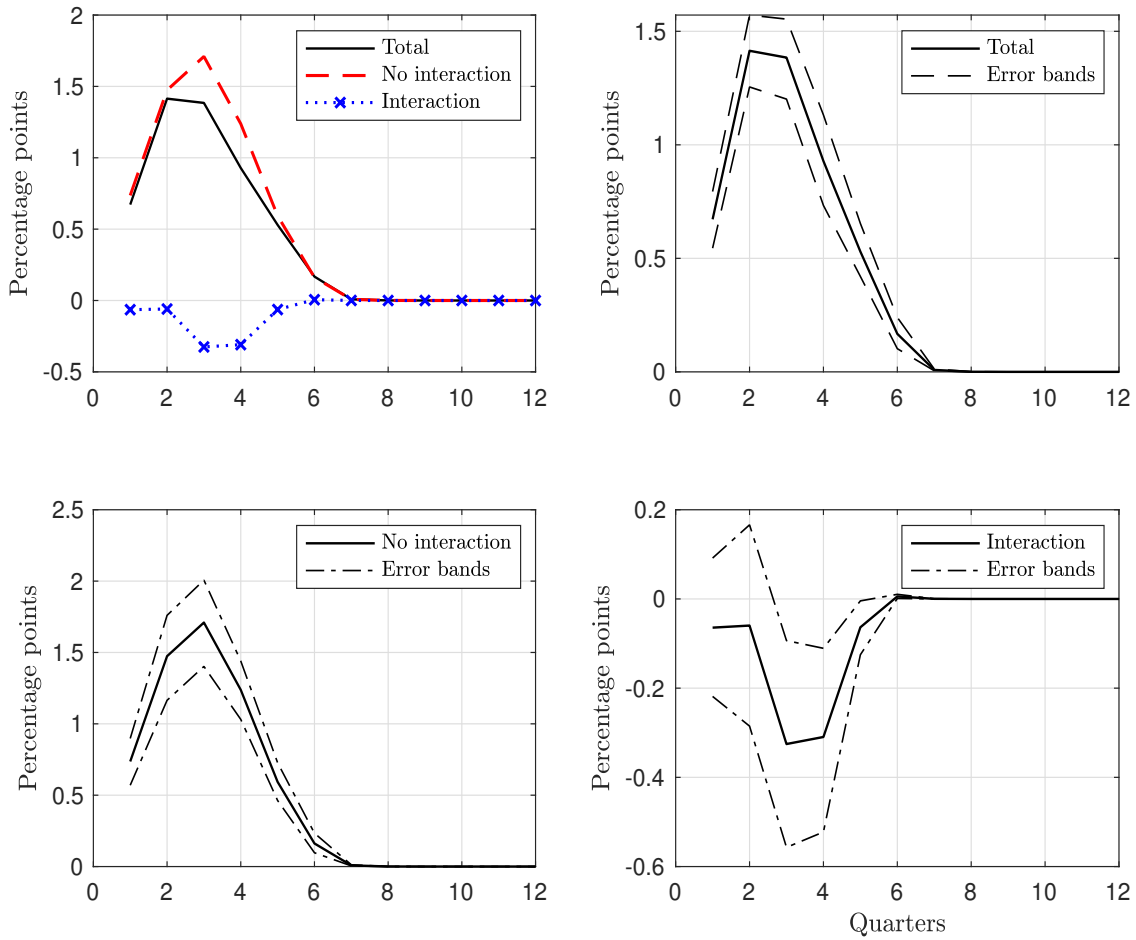 2
1.5
1
0.5
0
-0.5
0 2 4 6 8 10 12
Percentage points
Total
No interaction
Interaction
1.5
1
0.5
0
0 2 4 6 8 10 12
Percentage points
Total
Error bands
2.5
2
1.5
1
0.5
0
0 2 4 6 8 10 12
Percentage points
No interaction
Error bands
0.2
0
-0.2
-0.4
-0.6
0 2 4 6 8 10 12
Percentage points
Interaction
Error bands
Quarters